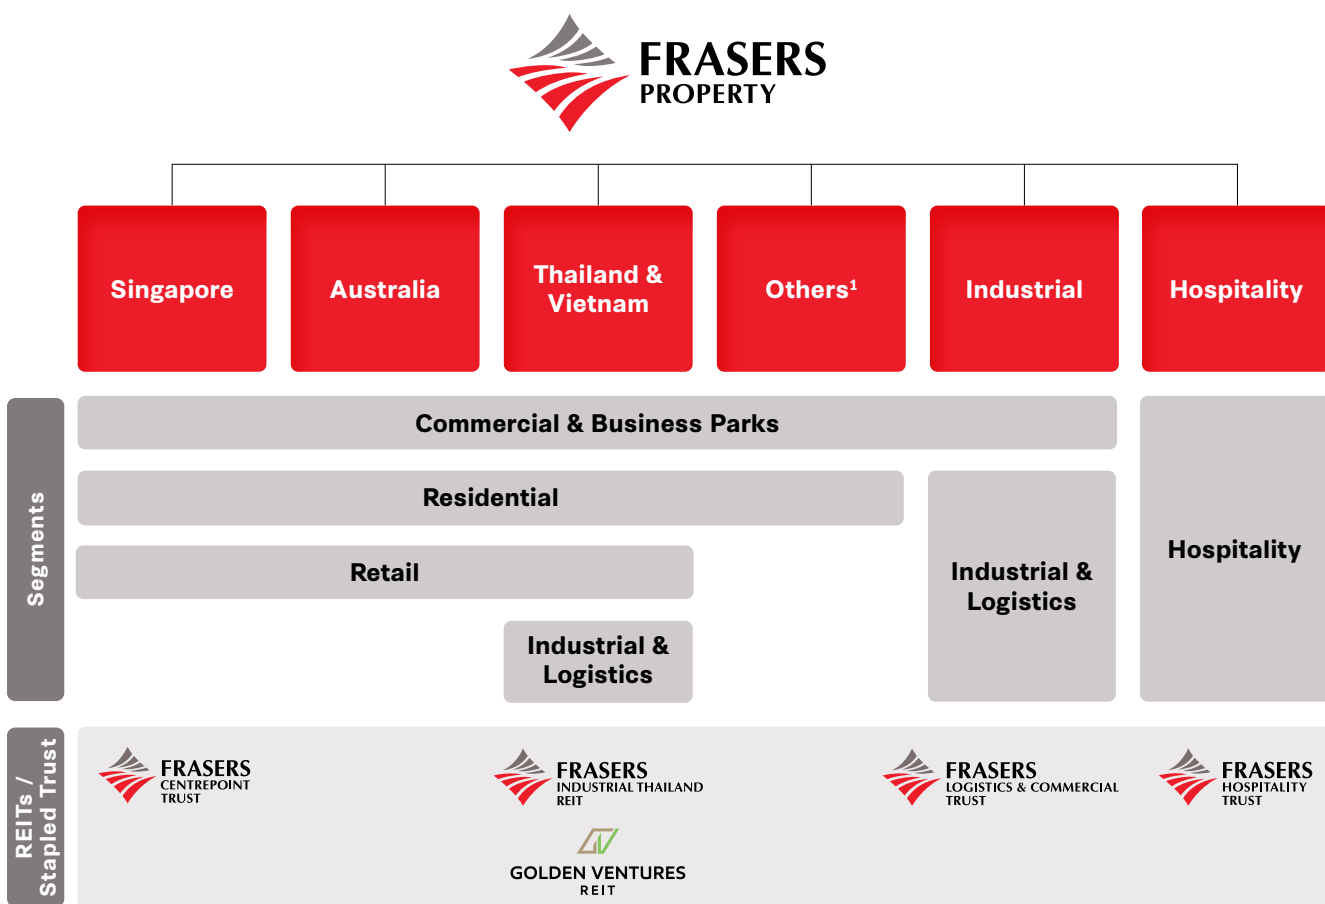 FRASERS
PROPERTY
Singapore
Australia
Thailand &
Vietnam
Others¹
Industrial
Hospitality
Segments
Commercial & Business Parks
Residential
Retail
Industrial &
Logistics
Industrial &
Logistics
Hospitality
REITs /
Stapled Trust
FRASERS
CENTREPOINT
TRUST
FRASERS
INDUSTRIAL THAILAND
REIT
GOLDEN VENTURES
REIT
FRASERS
LOGISTICS & COMMERCIAL
TRUST
FRASERS
HOSPITALITY
TRUST